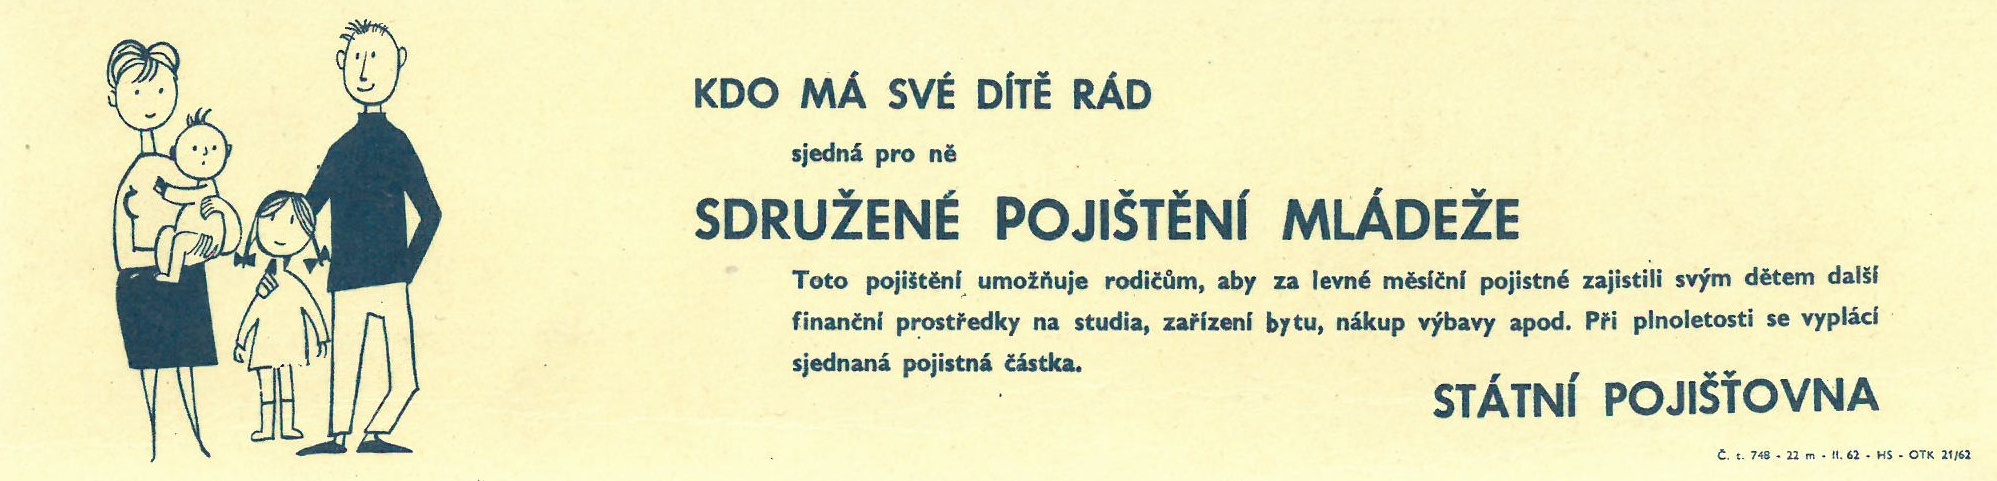 KDO MÁ SVÉ DÍTĚ RÁD
sjedná pro ně
SDRUŽENÉ POJIŠTĚNÍ MLÁDEŽE
Toto pojištění umožňuje rodičům, aby za levné měsíční pojistné zajistili svým dětem další
finanční prostředky na studia, zařízení bytu, nákup výbavy apod. Při plnoletosti se vyplácí
sjednaná pojistná částka.
STÁTNÍ POJIŠŤOVNA
Č. t. 748 - 22 m - II. 62 - HS - OTK 21/62